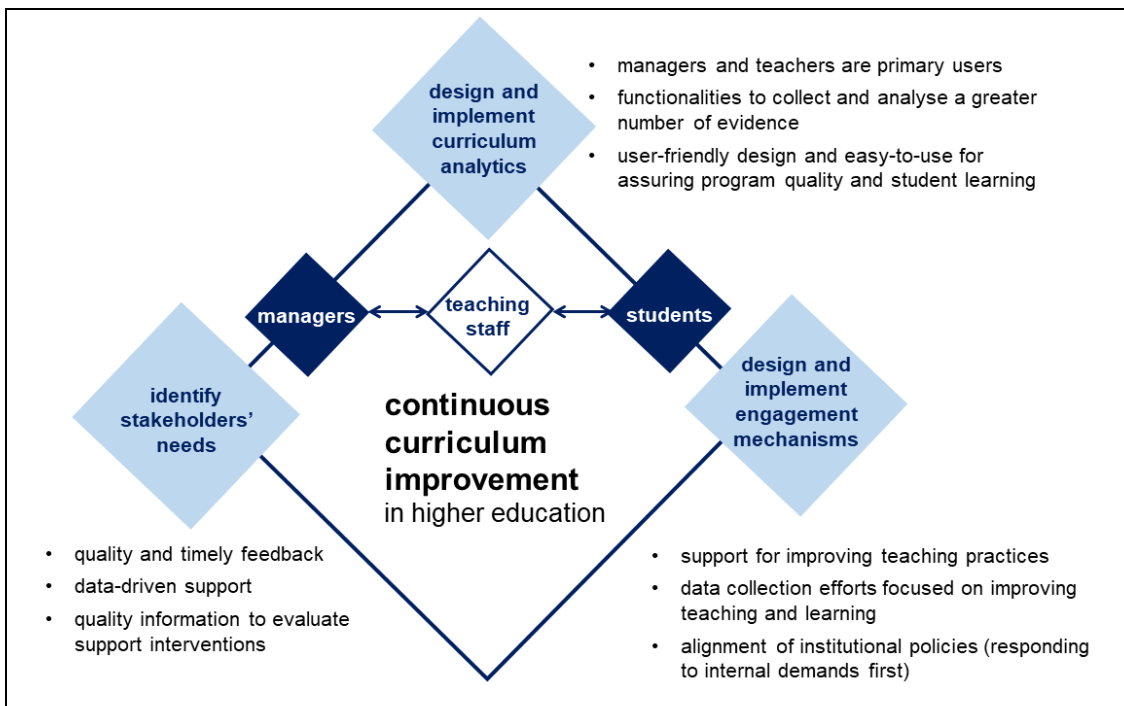 design and
implement
curriculum
analytics
• managers and teachers are primary users
• functionalities to collect and analyse a greater
number of evidence
• user-friendly design and easy-to-use for
assuring program quality and student learning
managers
teaching
staff
students
identify
stakeholders’
needs
continuous
curriculum
improvement
in higher education
design and
implement
engagement
mechanisms
• quality and timely feedback
• data-driven support
• quality information to evaluate
support interventions
• support for improving teaching practices
• data collection efforts focused on improving
teaching and learning
• alignment of institutional policies (responding
to internal demands first)